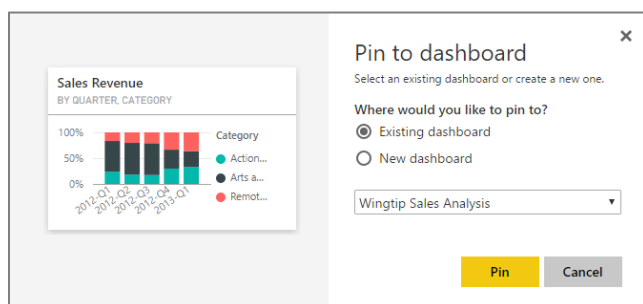 Sales Revenue
BY QUARTER, CATEGORY
100%
50%
0%
2012-Q1
2012-Q2
2012-Q3
2012-Q4
2013-Q1
Category
Action...
Arts a...
Remot...
Pin to dashboard
Select an existing dashboard or create a new one.
Where would you like to pin to?
Existing dashboard
New dashboard
Wingtip Sales Analysis
Pin Cancel